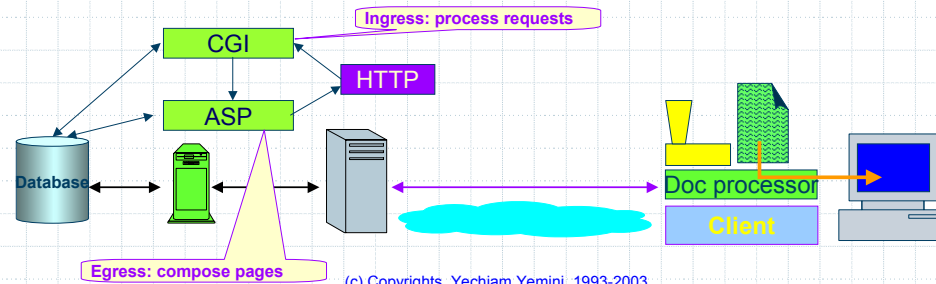 Ingress: process requests
CGI
HTTP
ASP
Database
Doc processor
Client
Egress: compose pages
(c) Copyrights, Yechiam Yemini, 1993-2003